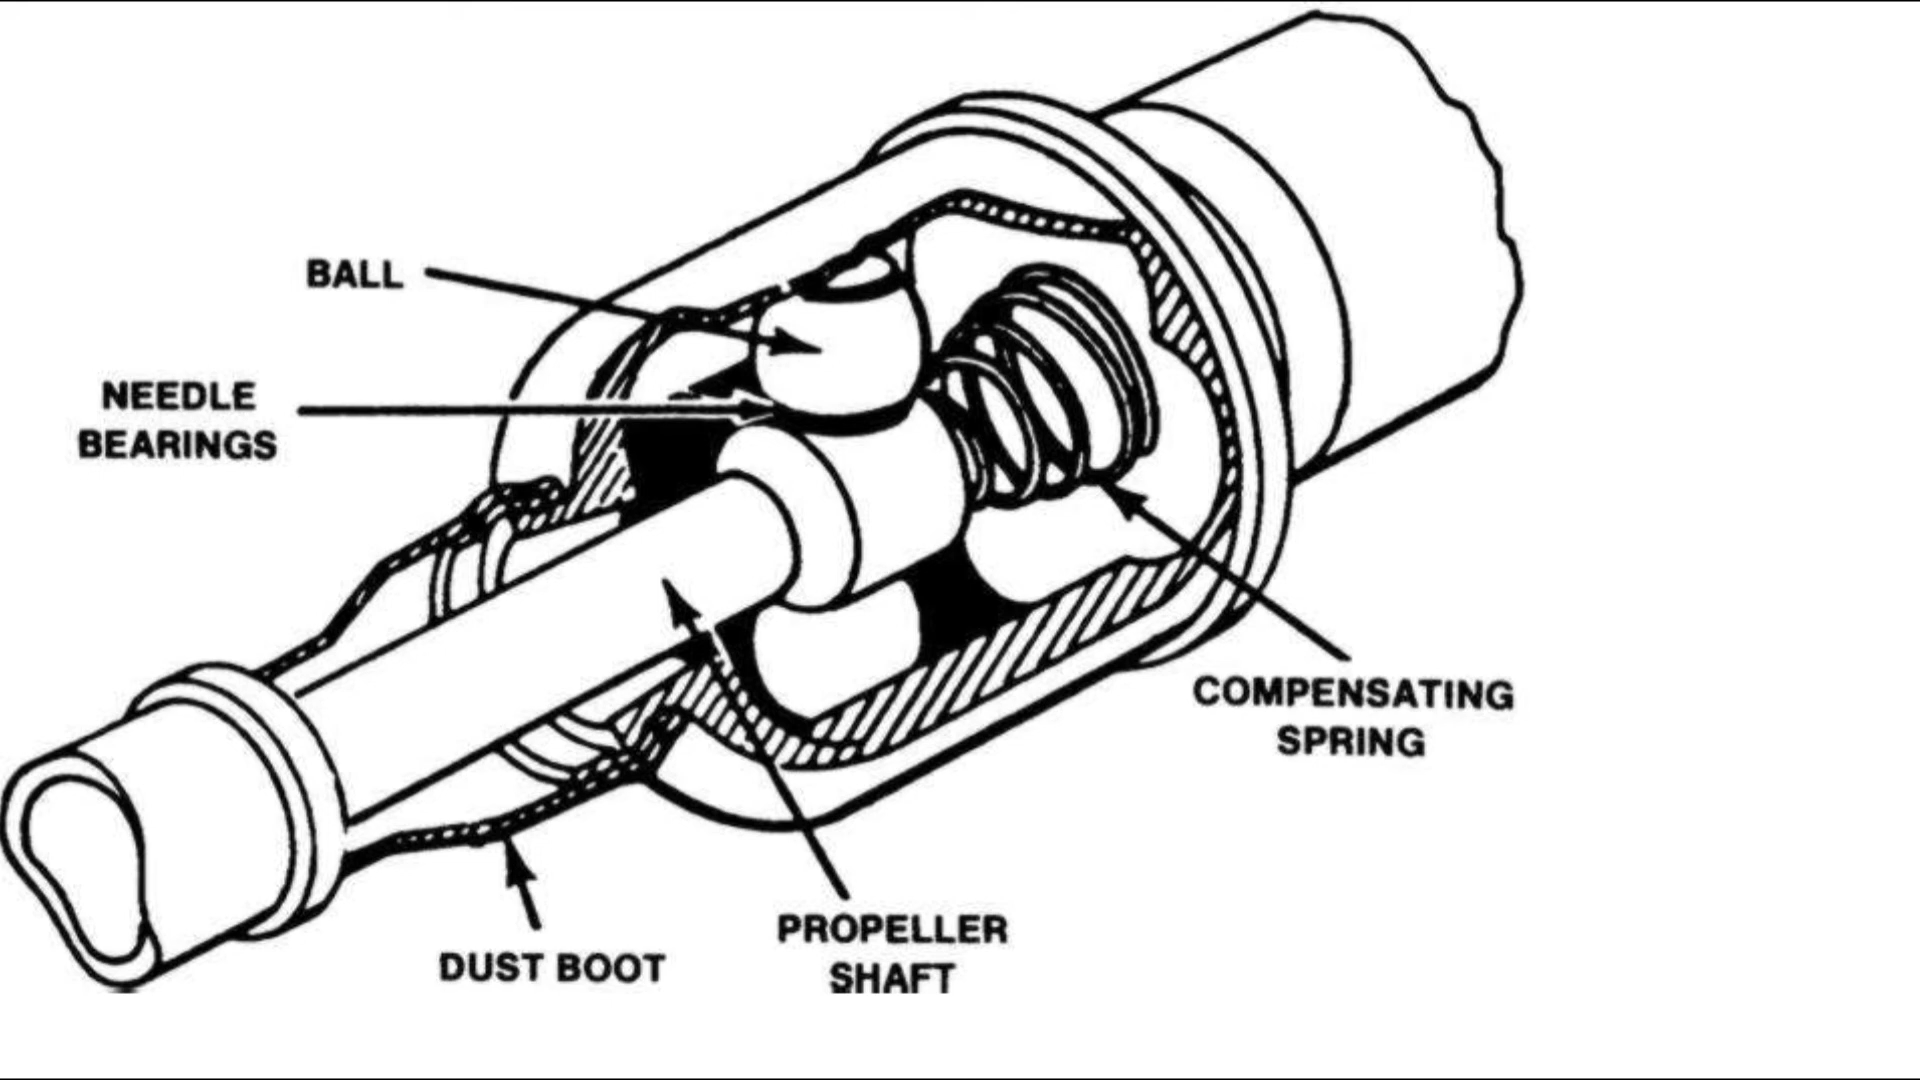 BALL
NEEDLE
BEARINGS
COMPENSATING
SPRING
PROPELLER
SHAFT
DUST BOOT